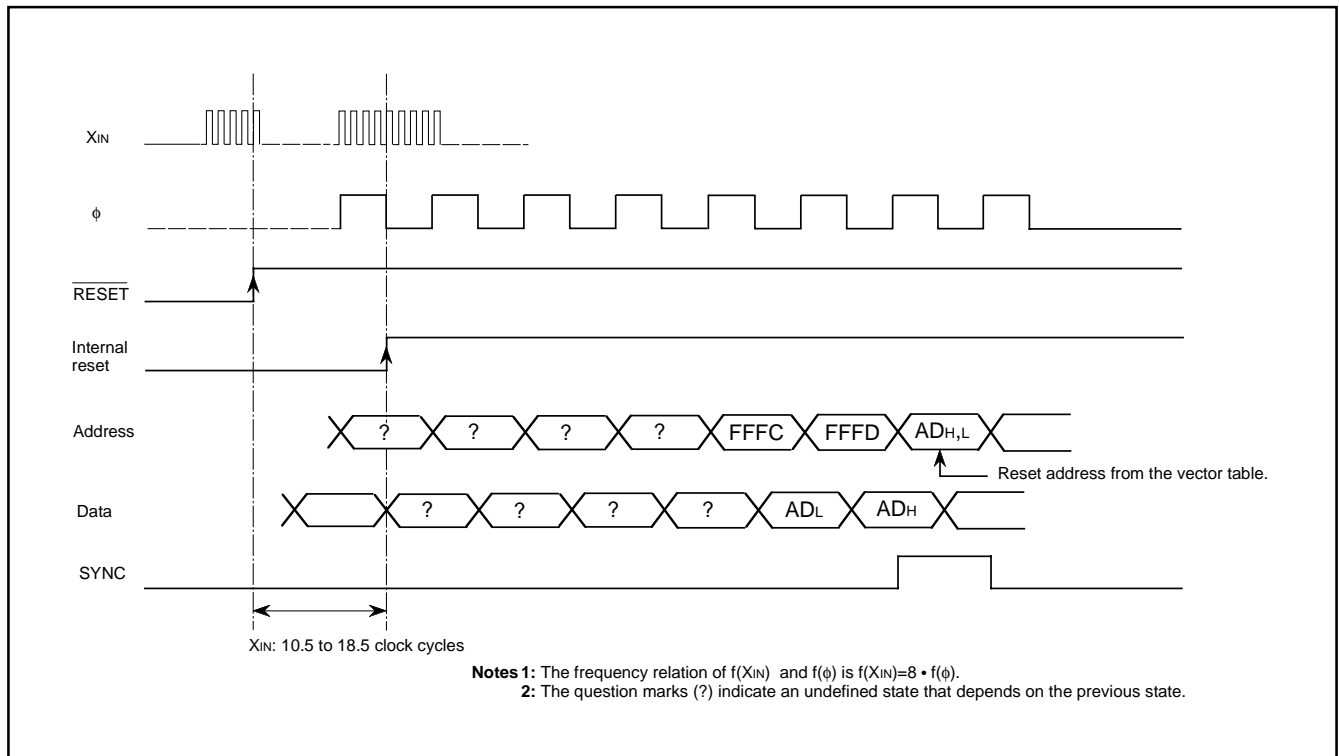 XIN
ϕ
RESET
Internal
reset
Address
? ? ? ? FFFC FFFD ADH,L
Reset address from the vector table.
Data
? ? ? ? ADL ADH
SYNC
XIN: 10.5 to 18.5 clock cycles
Notes 1: The frequency relation of f(XIN) and f(ϕ) is f(XIN)=8 • f(ϕ).
2: The question marks (?) indicate an undefined state that depends on the previous state.